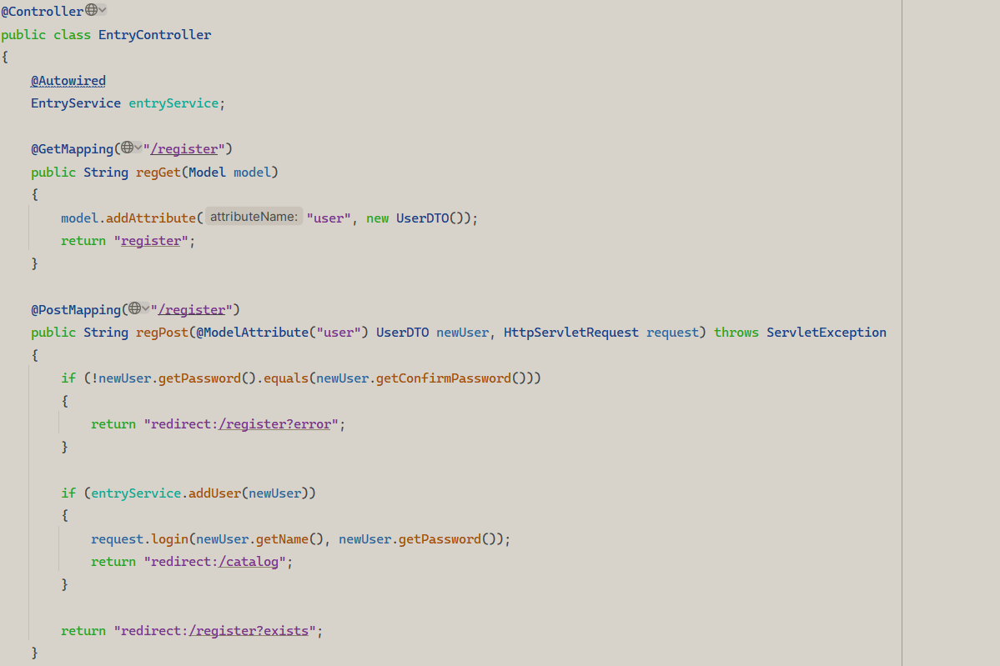 @Controller
public class EntryController
{
    @Autowired
    EntryService entryService;

    @GetMapping("/register")
    public String regGet(Model model)
    {
        model.addAttribute( attributeName: "user", new UserDTO());
        return "register";
    }

    @PostMapping("/register")
    public String regPost(@ModelAttribute("user") UserDTO newUser, HttpServletRequest request) throws ServletException
    {
        if (!newUser.getPassword().equals(newUser.getConfirmPassword()))
        {
            return "redirect:/register?error";
        }

        if (entryService.addUser(newUser))
        {
            request.login(newUser.getName(), newUser.getPassword());
            return "redirect:/catalog";
        }

        return "redirect:/register?exists";
    }